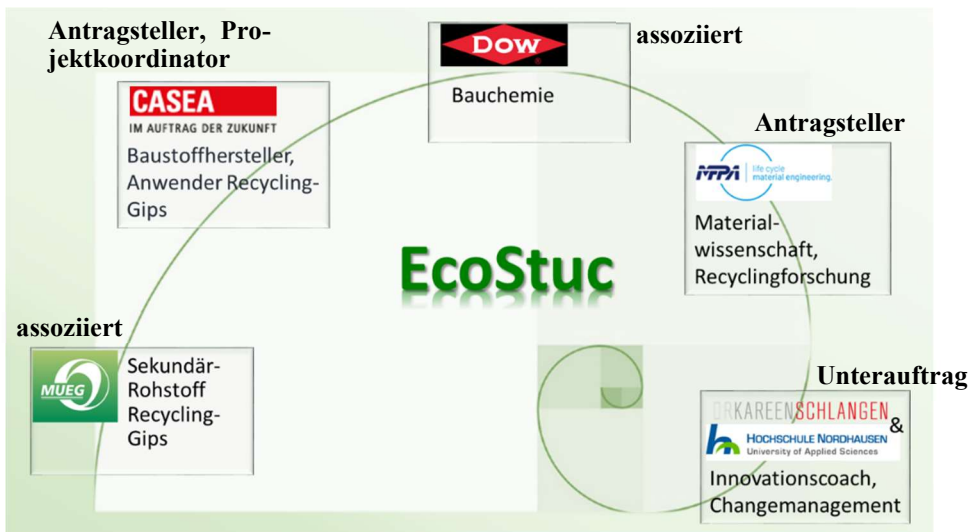 Antragsteller, Pro-
jektkoordinator
CASEA
IM AUFTRAG DER ZUKUNFT
Baustoffhersteller,
Anwender Recycling-
Gips
DOW
assoziiert
Bauchemie
Antragsteller
MFPA
life cycle
material engineering.
Material-
wissenschaft,
Recyclingforschung
EcoStuc
assoziiert
MUEG
Sekundär-
Rohstoff
Recycling-
Gips
Unterauftrag
DRKAREENSCHLANGEN
&
HOCHSCHULE NORDHAUSEN
University of Applied Sciences
Innovationscoach,
Changemanagement